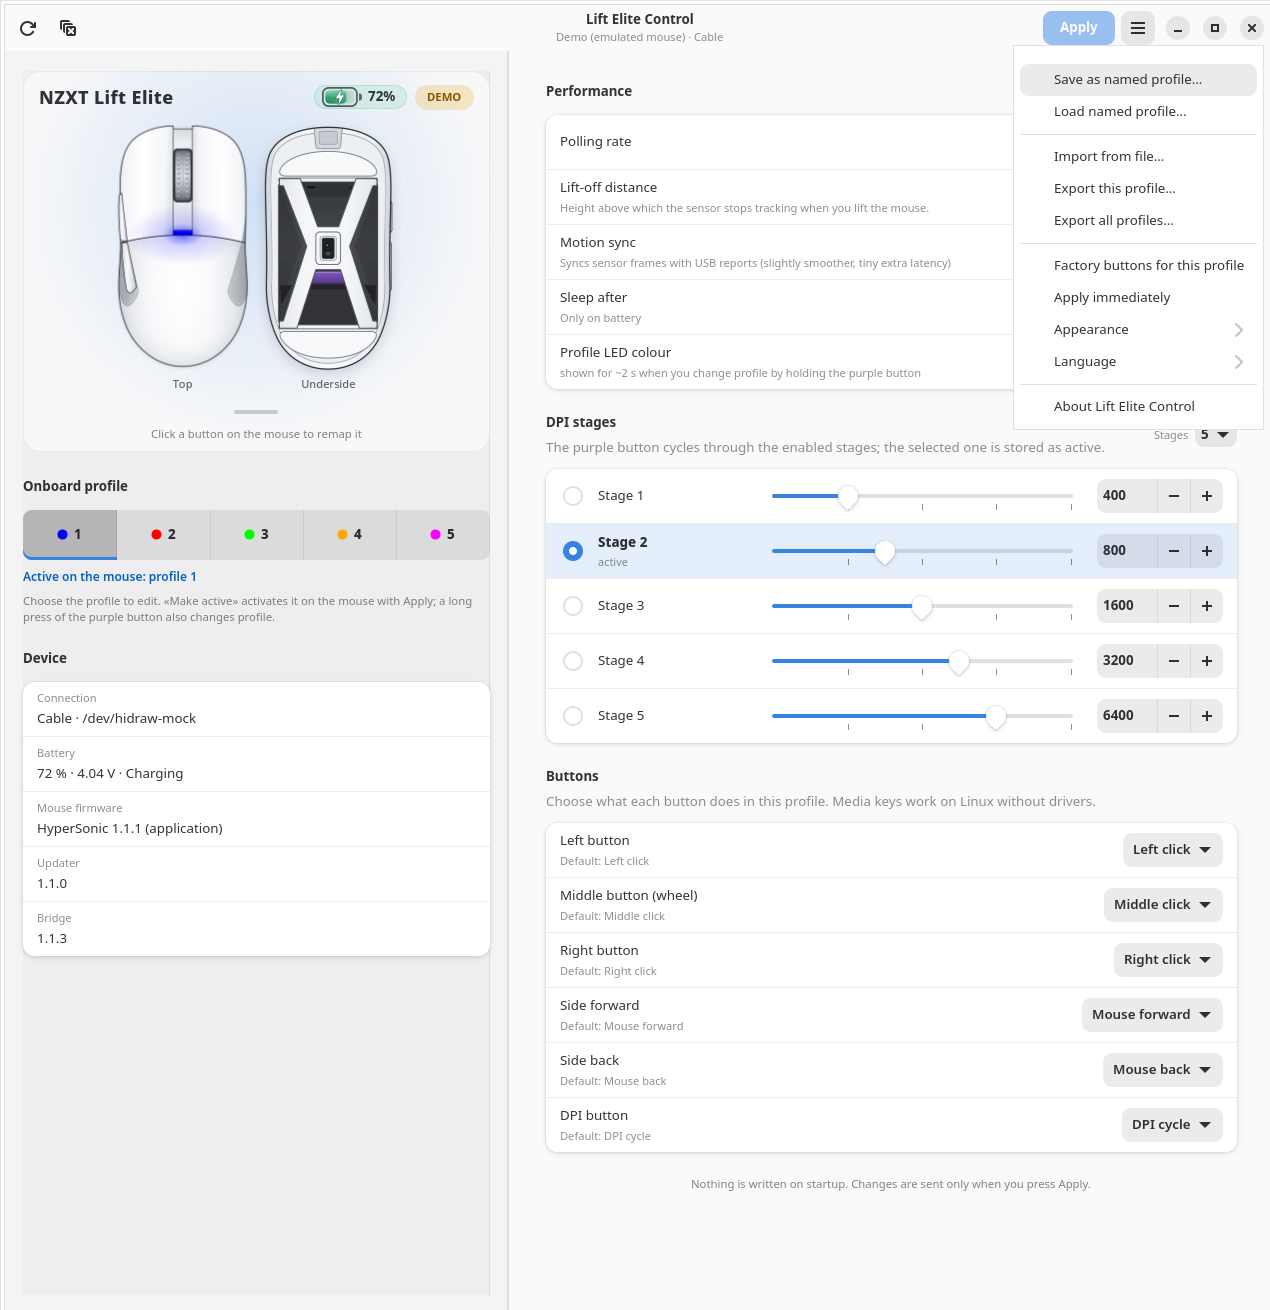 Lift Elite Control
Demo (emulated mouse) · Cable
Apply
NZXT Lift Elite
72%
DEMO
Top
Underside
Click a button on the mouse to remap it
Onboard profile
1
2
3
4
5
Active on the mouse: profile 1
Choose the profile to edit. «Make active» activates it on the mouse with Apply; a long
press of the purple button also changes profile.
Device
Connection
Cable · /dev/hidraw-mock
Battery
72 % · 4.04 V · Charging
Mouse firmware
HyperSonic 1.1.1 (application)
Updater
1.1.0
Bridge
1.1.3
Performance
Polling rate
Lift-off distance
Height above which the sensor stops tracking when you lift the mouse.
Motion sync
Syncs sensor frames with USB reports (slightly smoother, tiny extra latency)
Sleep after
Only on battery
Profile LED colour
shown for ~2 s when you change profile by holding the purple button
Save as named profile...
Load named profile...
Import from file...
Export this profile...
Export all profiles...
Factory buttons for this profile
Apply immediately
Appearance
Language
About Lift Elite Control
DPI stages
The purple button cycles through the enabled stages; the selected one is stored as active.
Stages
5
Stage 1
400
Stage 2
active
800
Stage 3
1600
Stage 4
3200
Stage 5
6400
Buttons
Choose what each button does in this profile. Media keys work on Linux without drivers.
Left button
Default: Left click
Left click
Middle button (wheel)
Default: Middle click
Middle click
Right button
Default: Right click
Right click
Side forward
Default: Mouse forward
Mouse forward
Side back
Default: Mouse back
Mouse back
DPI button
Default: DPI cycle
DPI cycle
Nothing is written on startup. Changes are sent only when you press Apply.